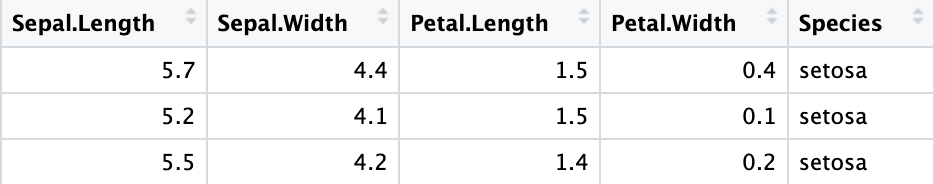 Sepal.Length Sepal.Width Petal.Length Petal.Width Species
5.7 4.4 1.5 0.4 setosa
5.2 4.1 1.5 0.1 setosa
5.5 4.2 1.4 0.2 setosa